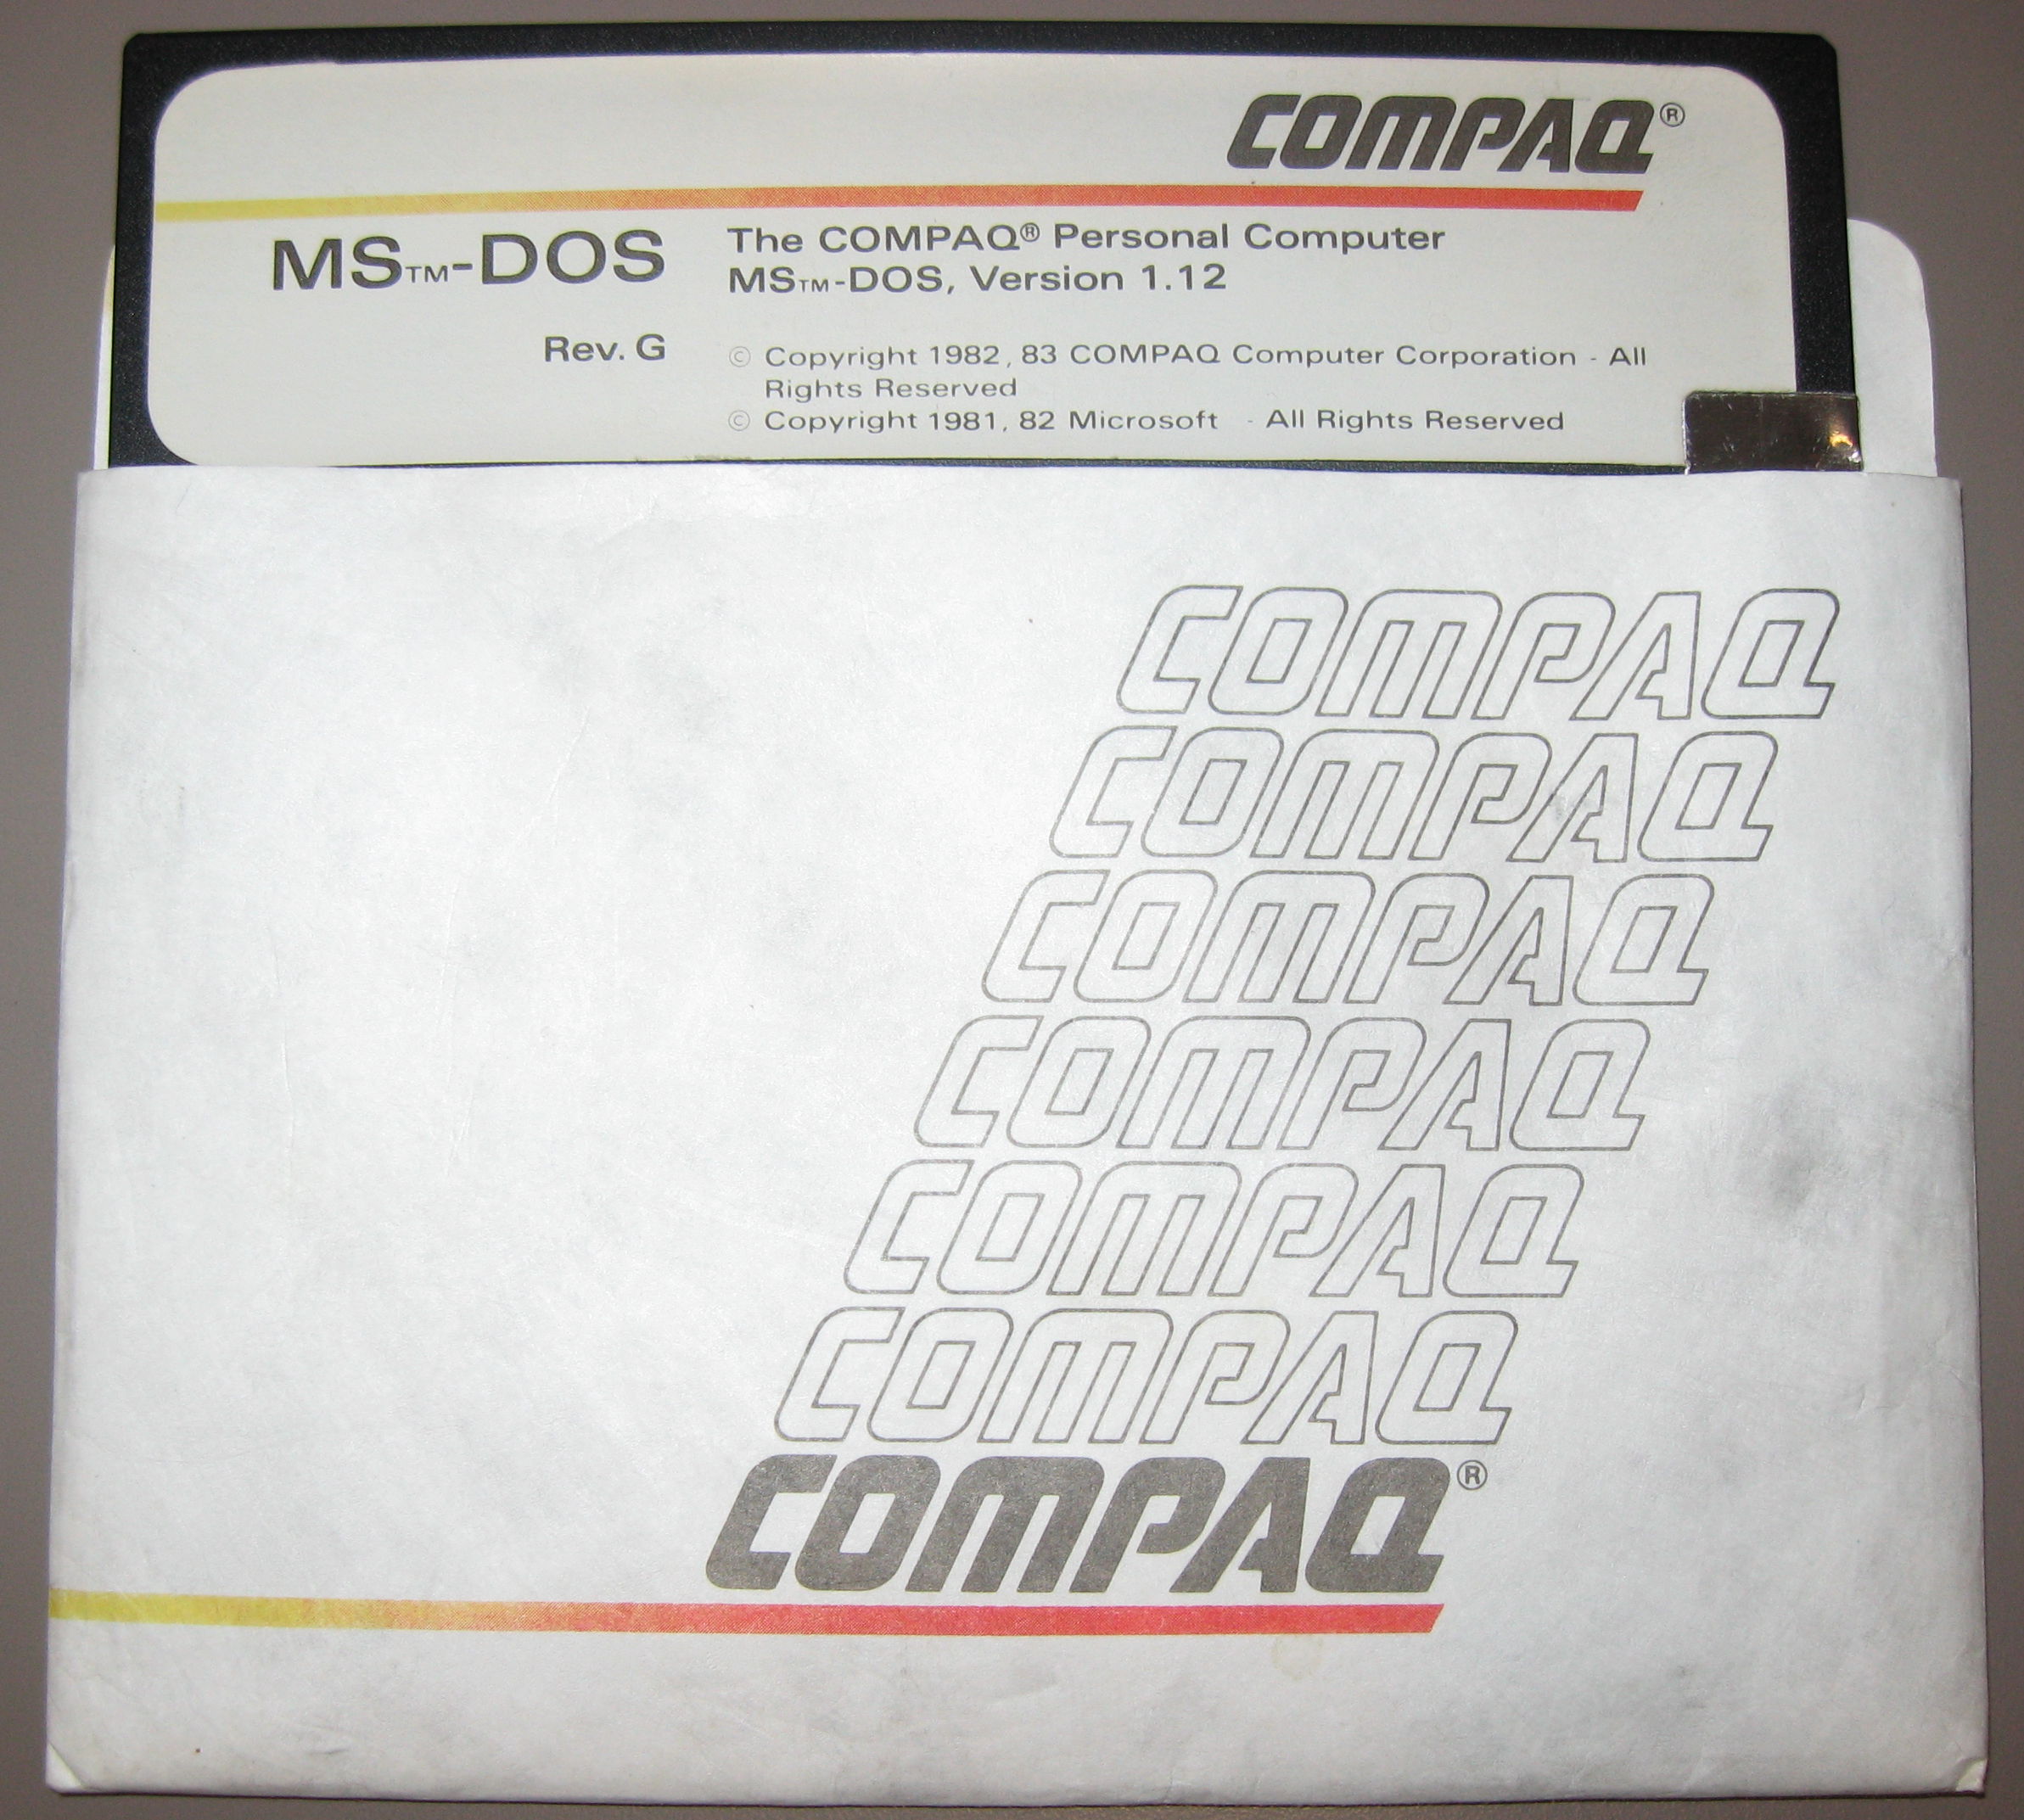 COMPAQ®
MS™-DOS
The COMPAQ® Personal Computer
MS™-DOS, Version 1.12
Rev. G
© Copyright 1982, 83 COMPAQ Computer Corporation - All
Rights Reserved
© Copyright 1981, 82 Microsoft - All Rights Reserved
COMPAQ
COMPAQ
COMPAQ
COMPAQ
COMPAQ
COMPAQ
COMPAQ®